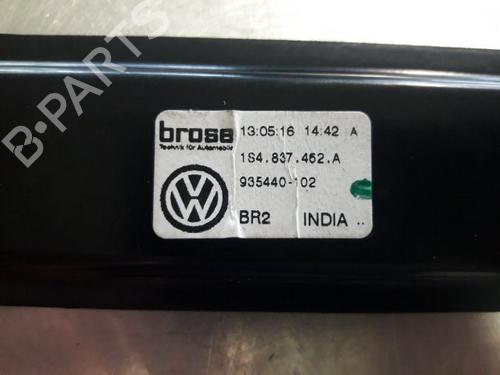 B-PARTS
brose
Technik für Automobile
13:05:16 14:42 A
1S4.837.462.A
935440-102
BR2 INDIA ..